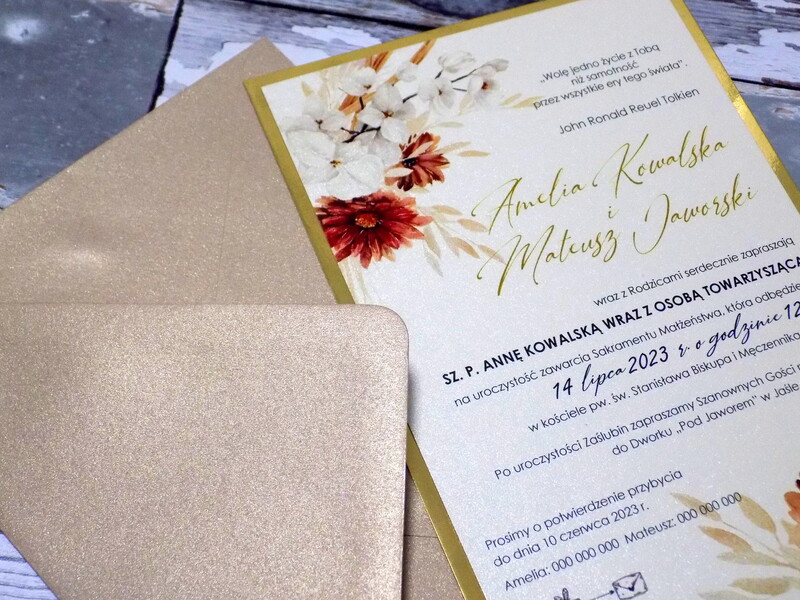 „Wolę jedno życie z Tobą
niż samotność
przez wszystkie ery tego świata".
John Ronald Reuel Tolkien
Amelia Kowalska
i
Mateusz Jaworski
wraz z Rodzicami serdecznie zapraszają
SZ. P. ANNĘ KOWALSKĄ WRAZ Z OSOBĄ TOWARZYSZĄCĄ
na uroczystość zawarcia Sakramentu Małżeństwa, która odbędzie
14 lipca 2023 r. o godzinie 12
w kościele pw. św. Stanisława Biskupa i Męczennika
Po uroczystości Zaślubin zapraszamy Szanownych Gości
do Dworku „Pod Jaworem" w Jaśle
Prosimy o potwierdzenie przybycia
do dnia 10 czerwca 2023 r.
Amelia: 000 000 000 Mateusz: 000 000 000